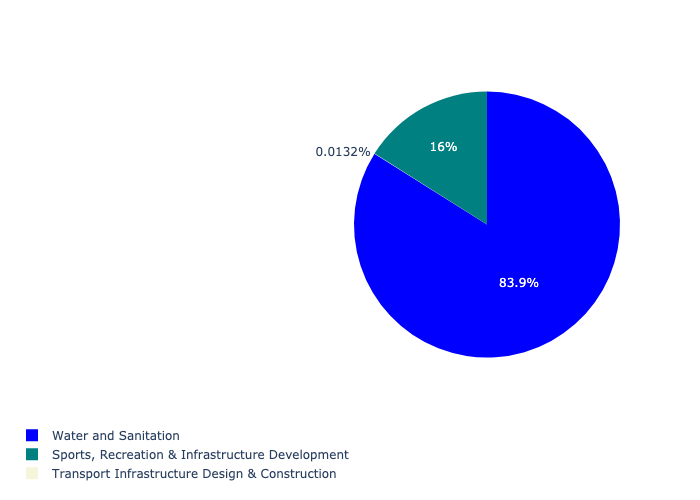 0.0132%
16%
83.9%
Water and Sanitation
Sports, Recreation & Infrastructure Development
Transport Infrastructure Design & Construction